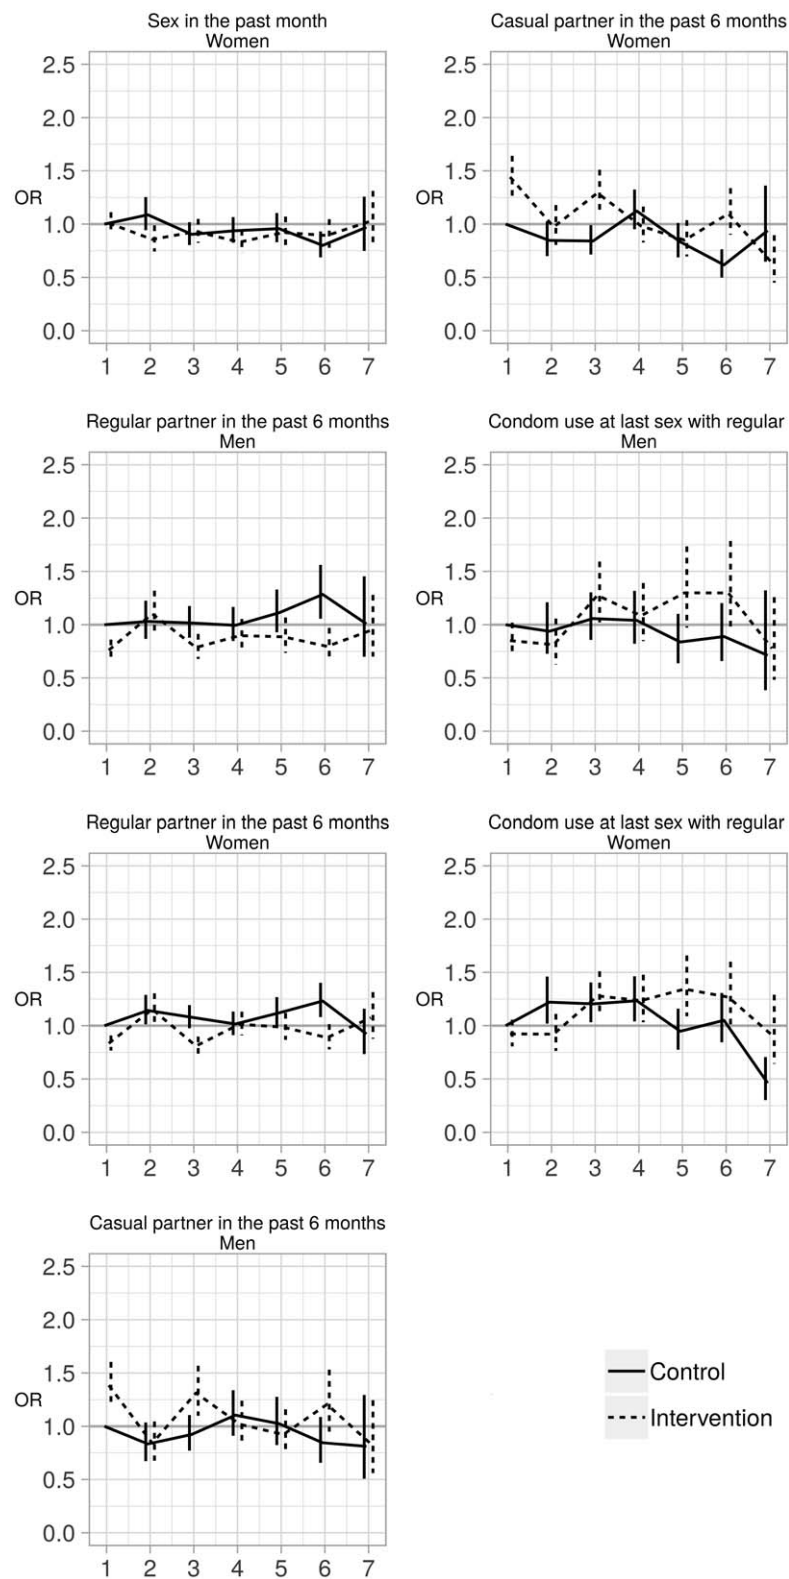 Sex in the past month
Women
2.5
2.0
1.5
OR
1.0
0.5
0.0
1 2 3 4 5 6 7
Casual partner in the past 6 months
Women
2.5
2.0
1.5
OR
1.0
0.5
0.0
1 2 3 4 5 6 7
Regular partner in the past 6 months
Men
2.5
2.0
1.5
OR
1.0
0.5
0.0
1 2 3 4 5 6 7
Condom use at last sex with regular
Men
2.5
2.0
1.5
OR
1.0
0.5
0.0
1 2 3 4 5 6 7
Regular partner in the past 6 months
Women
2.5
2.0
1.5
OR
1.0
0.5
0.0
1 2 3 4 5 6 7
Condom use at last sex with regular
Women
2.5
2.0
1.5
OR
1.0
0.5
0.0
1 2 3 4 5 6 7
Casual partner in the past 6 months
Men
2.5
2.0
1.5
OR
1.0
0.5
0.0
1 2 3 4 5 6 7
Control
Intervention